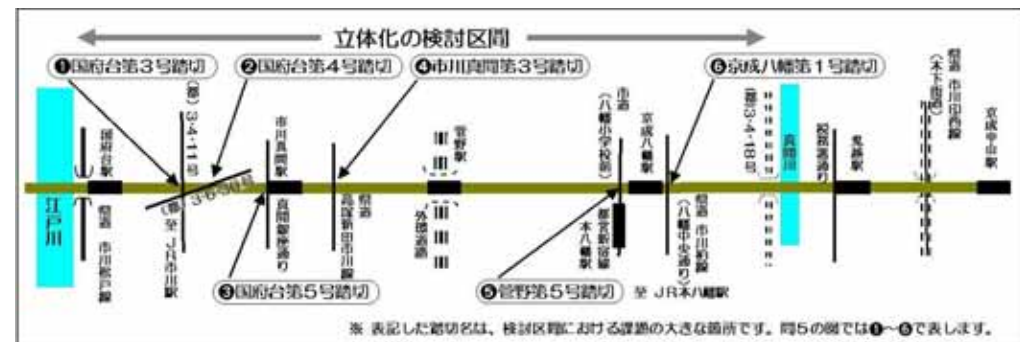 立体化の検討区間
❶国府台第3号踏切
❷国府台第4号踏切
❹市川真間第3号踏切
❻京成八幡第1号踏切
江戸川
国府台駅
県道 市川松戸線
(都)3・4・11号
(都)3・6・30号
至 JR市川駅
市川真間駅
真間銀座通り
県道 高塚新田市川線
菅野駅
外環道路
市道
(八幡小学校前)
京成八幡駅
都営新宿線
本八幡駅
県道 市川浦安線
(八幡中央通り)
至 JR本八幡駅
(都)3・4・18号
真間川
鬼越駅
県道 市川印西線
(木下街道)
京成中山駅
❸国府台第5号踏切
❺菅野第5号踏切
※ 表記した踏切名は、検討区間における課題の大きな箇所です。問5の図では❶~❻で表します。